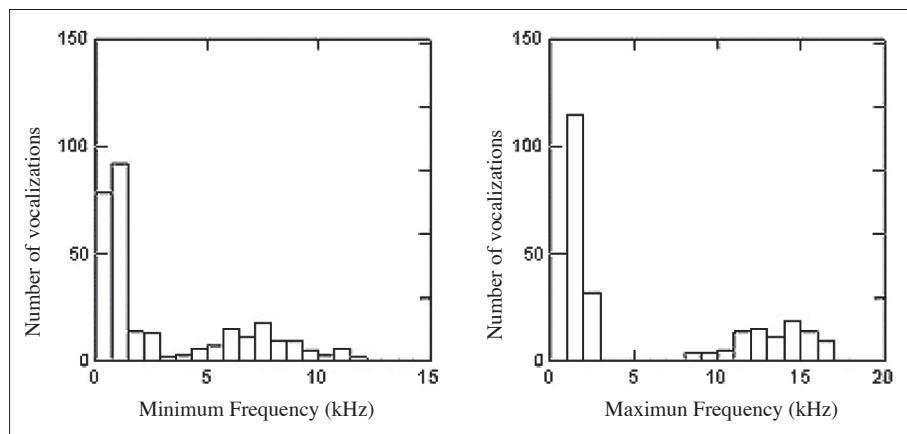 150
100
50
0
Number of vocalizations
0 5 10 15
Minimum Frequency (kHz)
150
100
50
0
Number of vocalizations
0 5 10 15 20
Maximun Frequency (kHz)